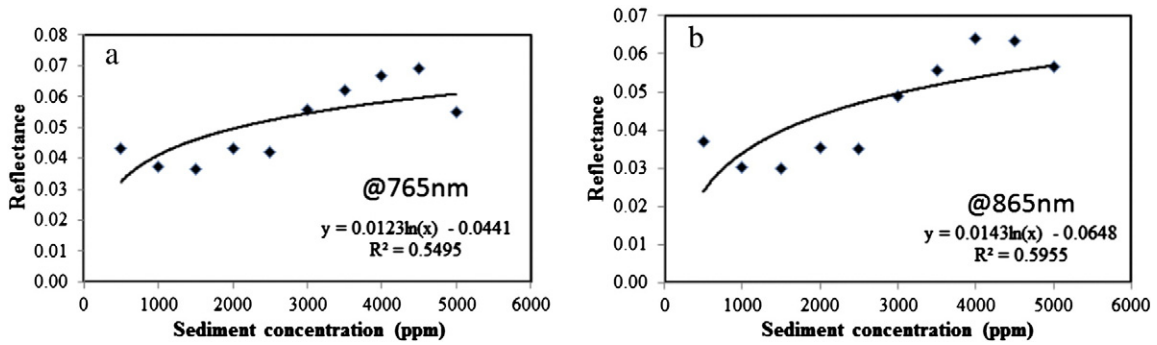 a
0.08
0.07
0.06
0.05
0.04
0.03
0.02
0.01
0.00
Reflectance
@765nm
y = 0.0123ln(x) - 0.0441
R² = 0.5495
0 1000 2000 3000 4000 5000 6000
Sediment concentration (ppm)
b
0.07
0.06
0.05
0.04
0.03
0.02
0.01
0.00
Reflectance
@865nm
y = 0.0143ln(x) - 0.0648
R² = 0.5955
0 1000 2000 3000 4000 5000 6000
Sediment concentration (ppm)